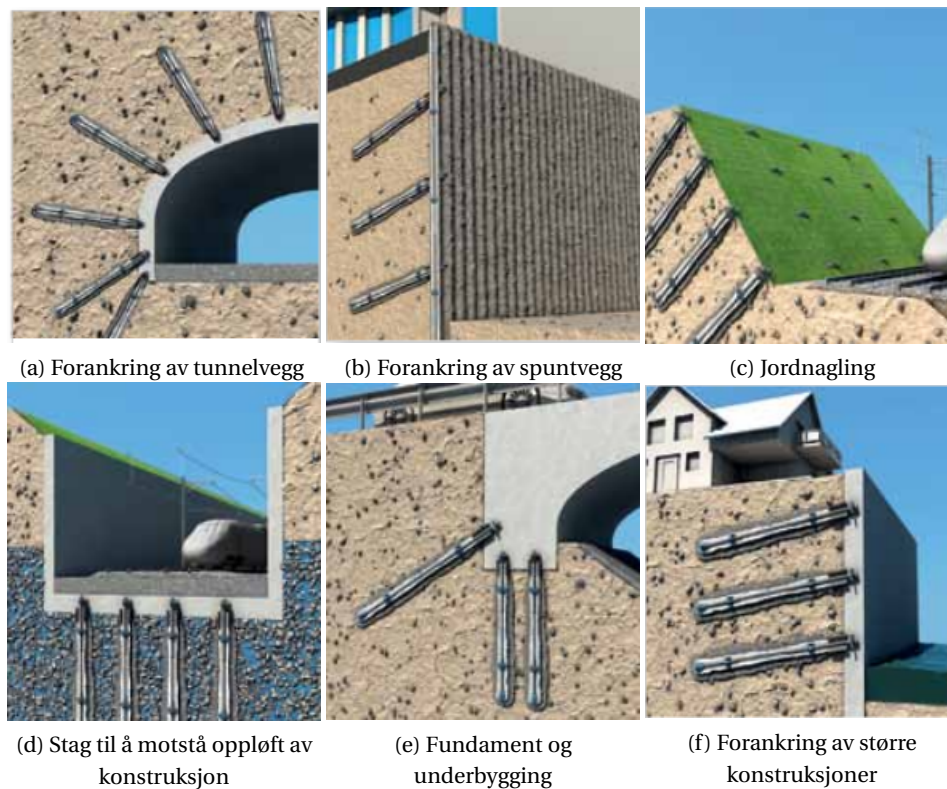 (a) Forankring av tunnelvegg
(b) Forankring av spuntvegg
(c) Jordnagling
(d) Stag til å motstå oppløft av
konstruksjon
(e) Fundament og
underbygging
(f) Forankring av større
konstruksjoner